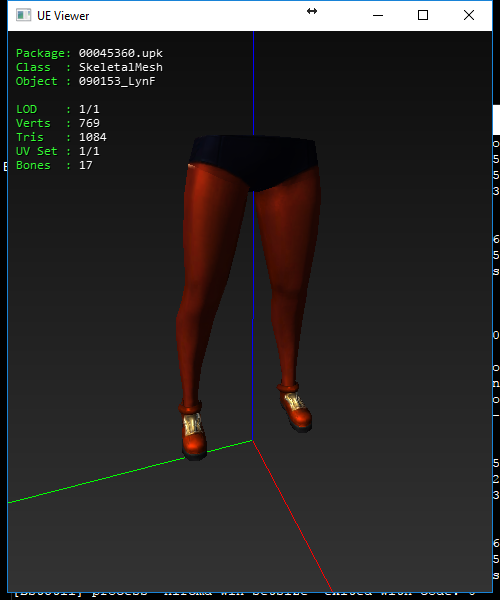 UE Viewer
Package: 00045360.upk
Class : SkeletalMesh
Object : 090153_LynF
LOD : 1/1
Verts : 769
Tris : 1084
UV Set : 1/1
Bones : 17